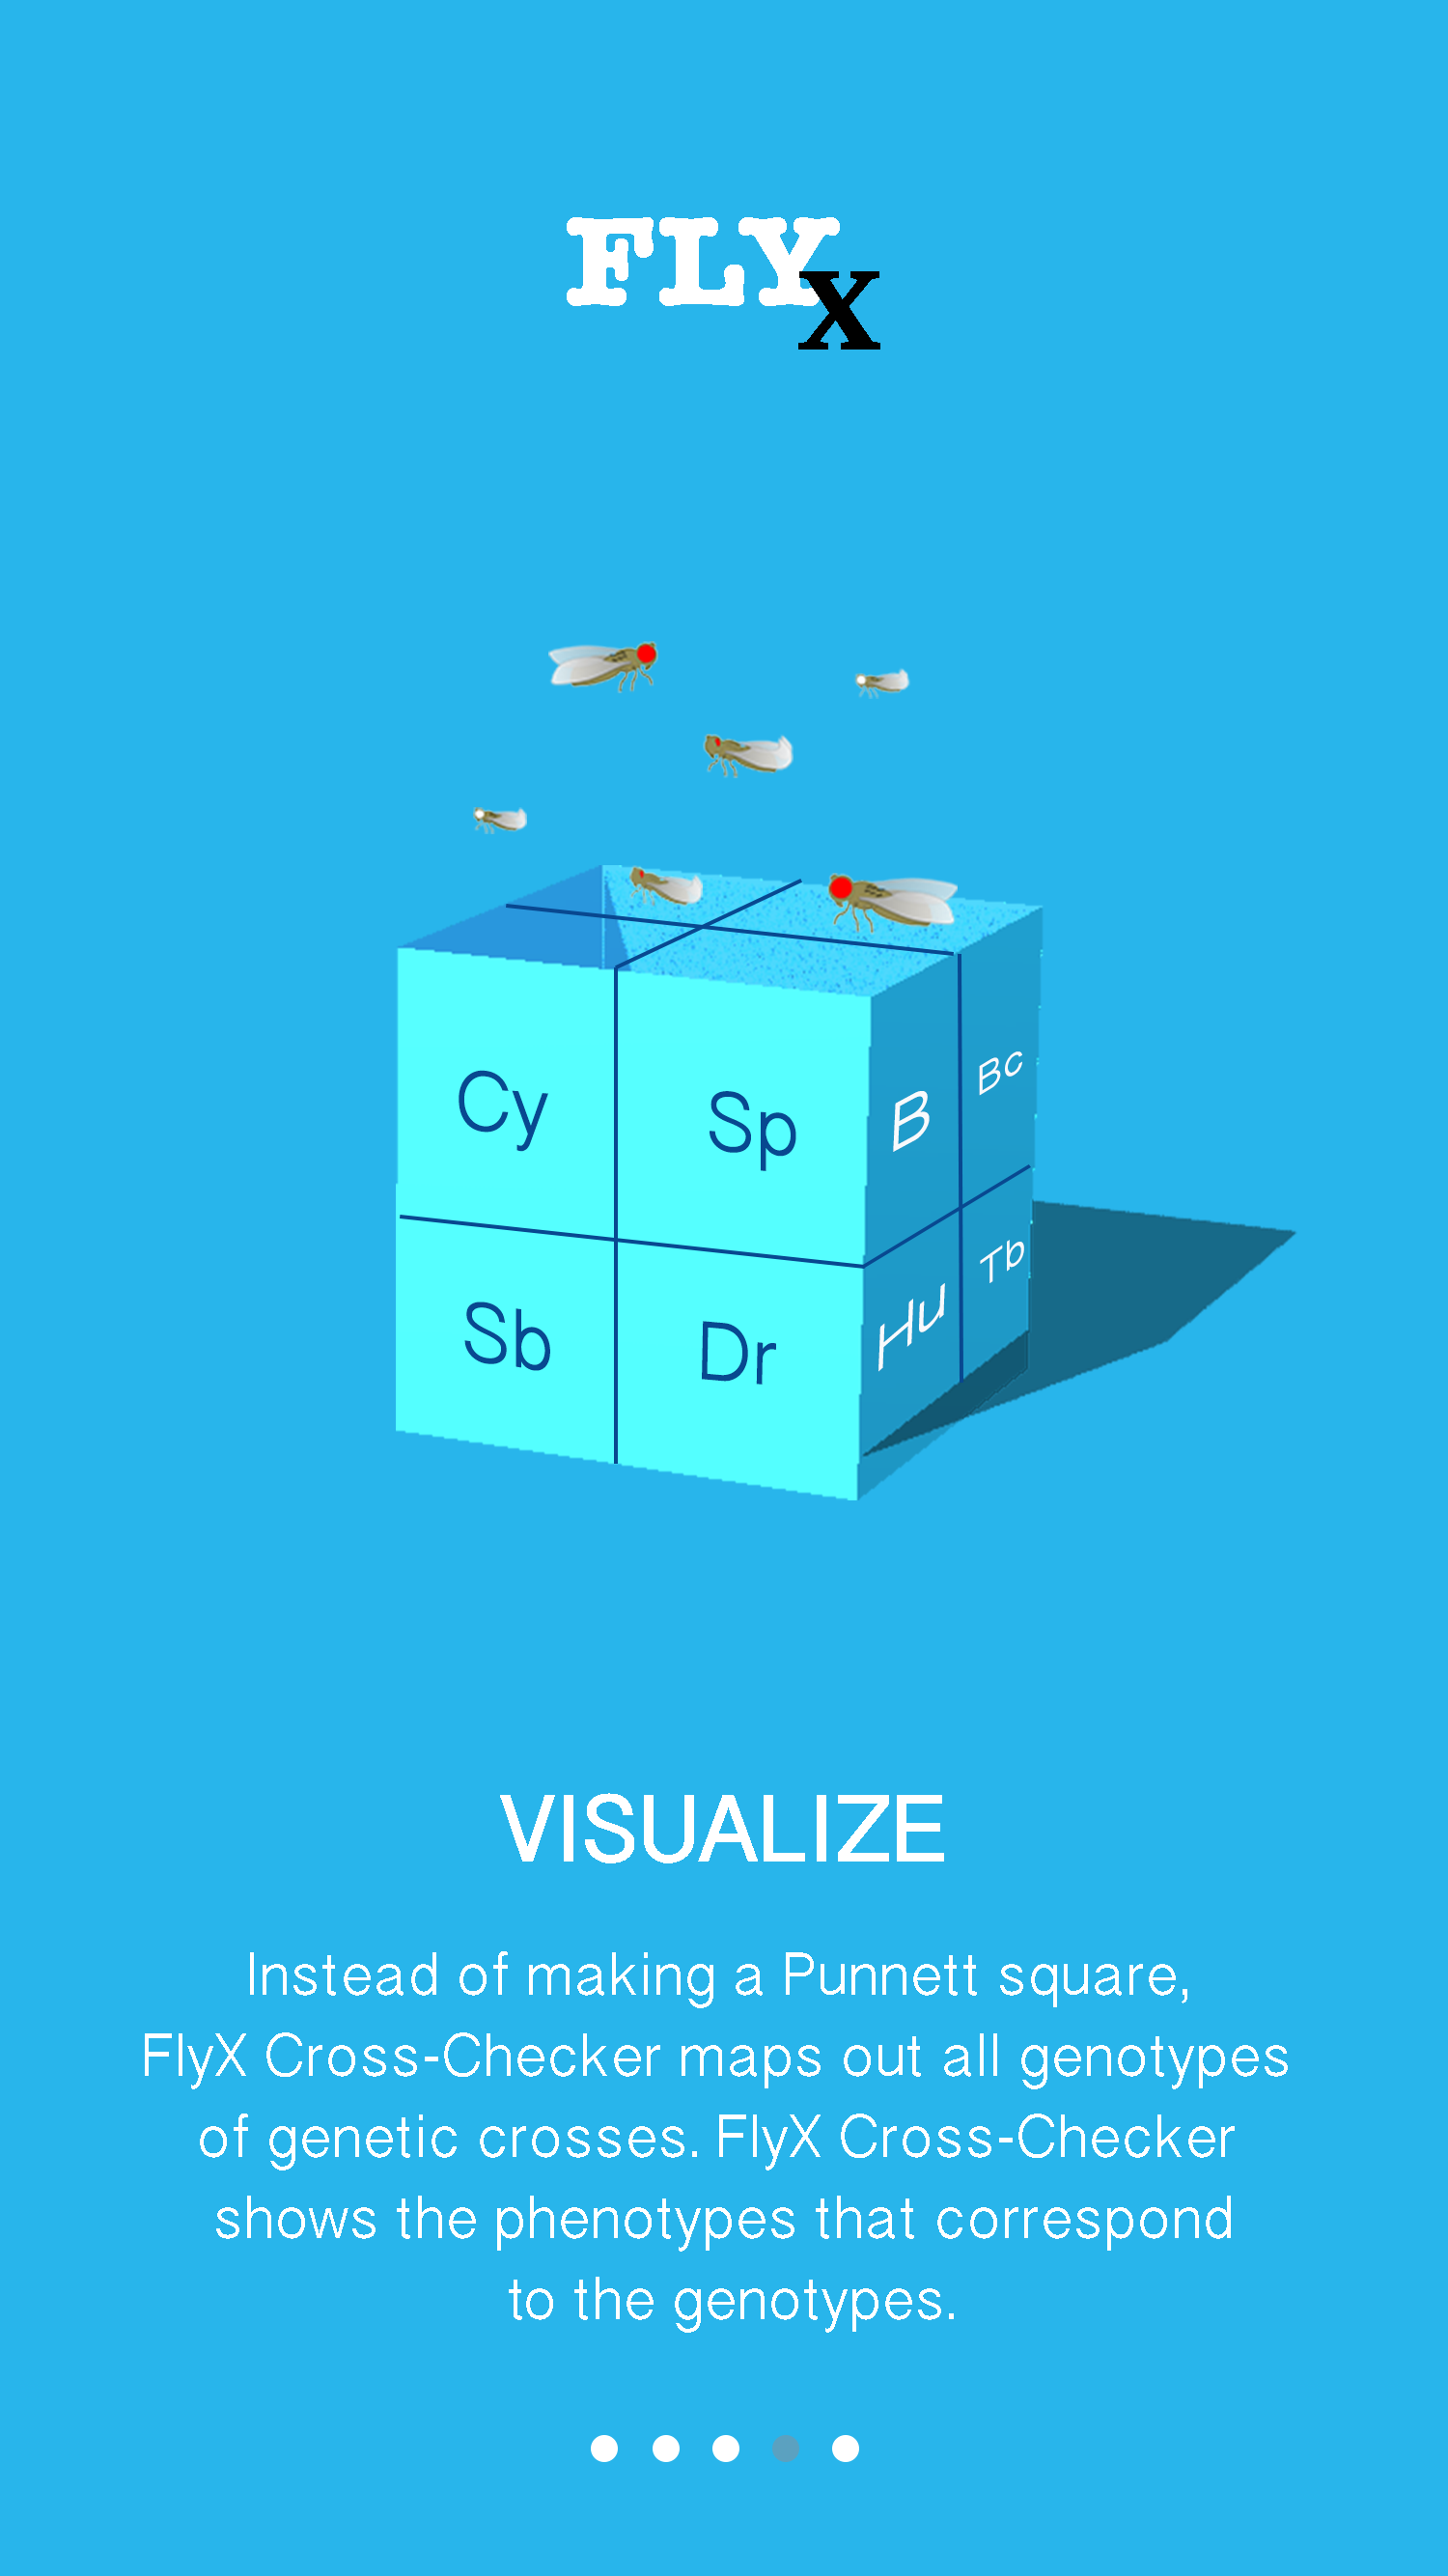 FLYX
Cy Sp B Bc
Sb Dr Hu Tb
VISUALIZE
Instead of making a Punnett square,
FlyX Cross-Checker maps out all genotypes
of genetic crosses. FlyX Cross-Checker
shows the phenotypes that correspond
to the genotypes.